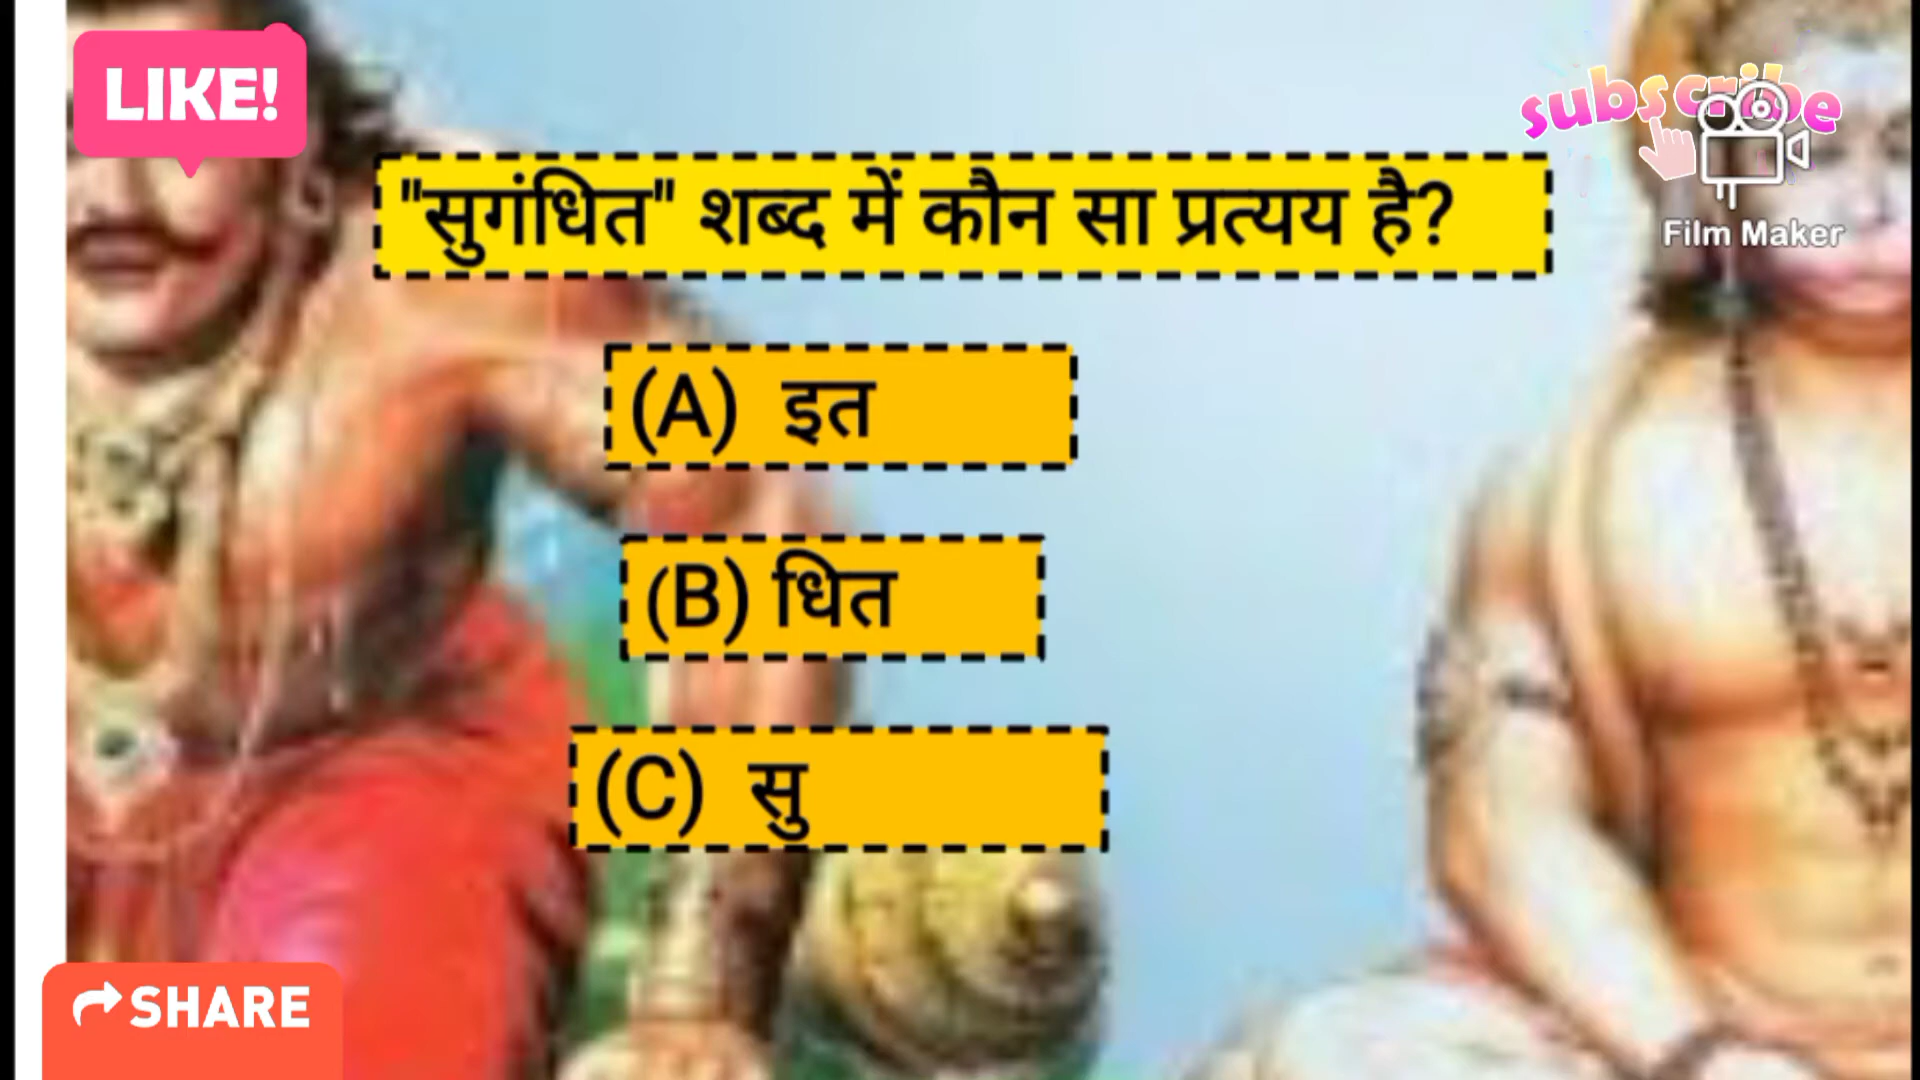 LIKE!
subscribe
Film Maker
"सुगंधित" शब्द में कौन सा प्रत्यय है?
(A) इत
(B) धित
(C) सु
SHARE